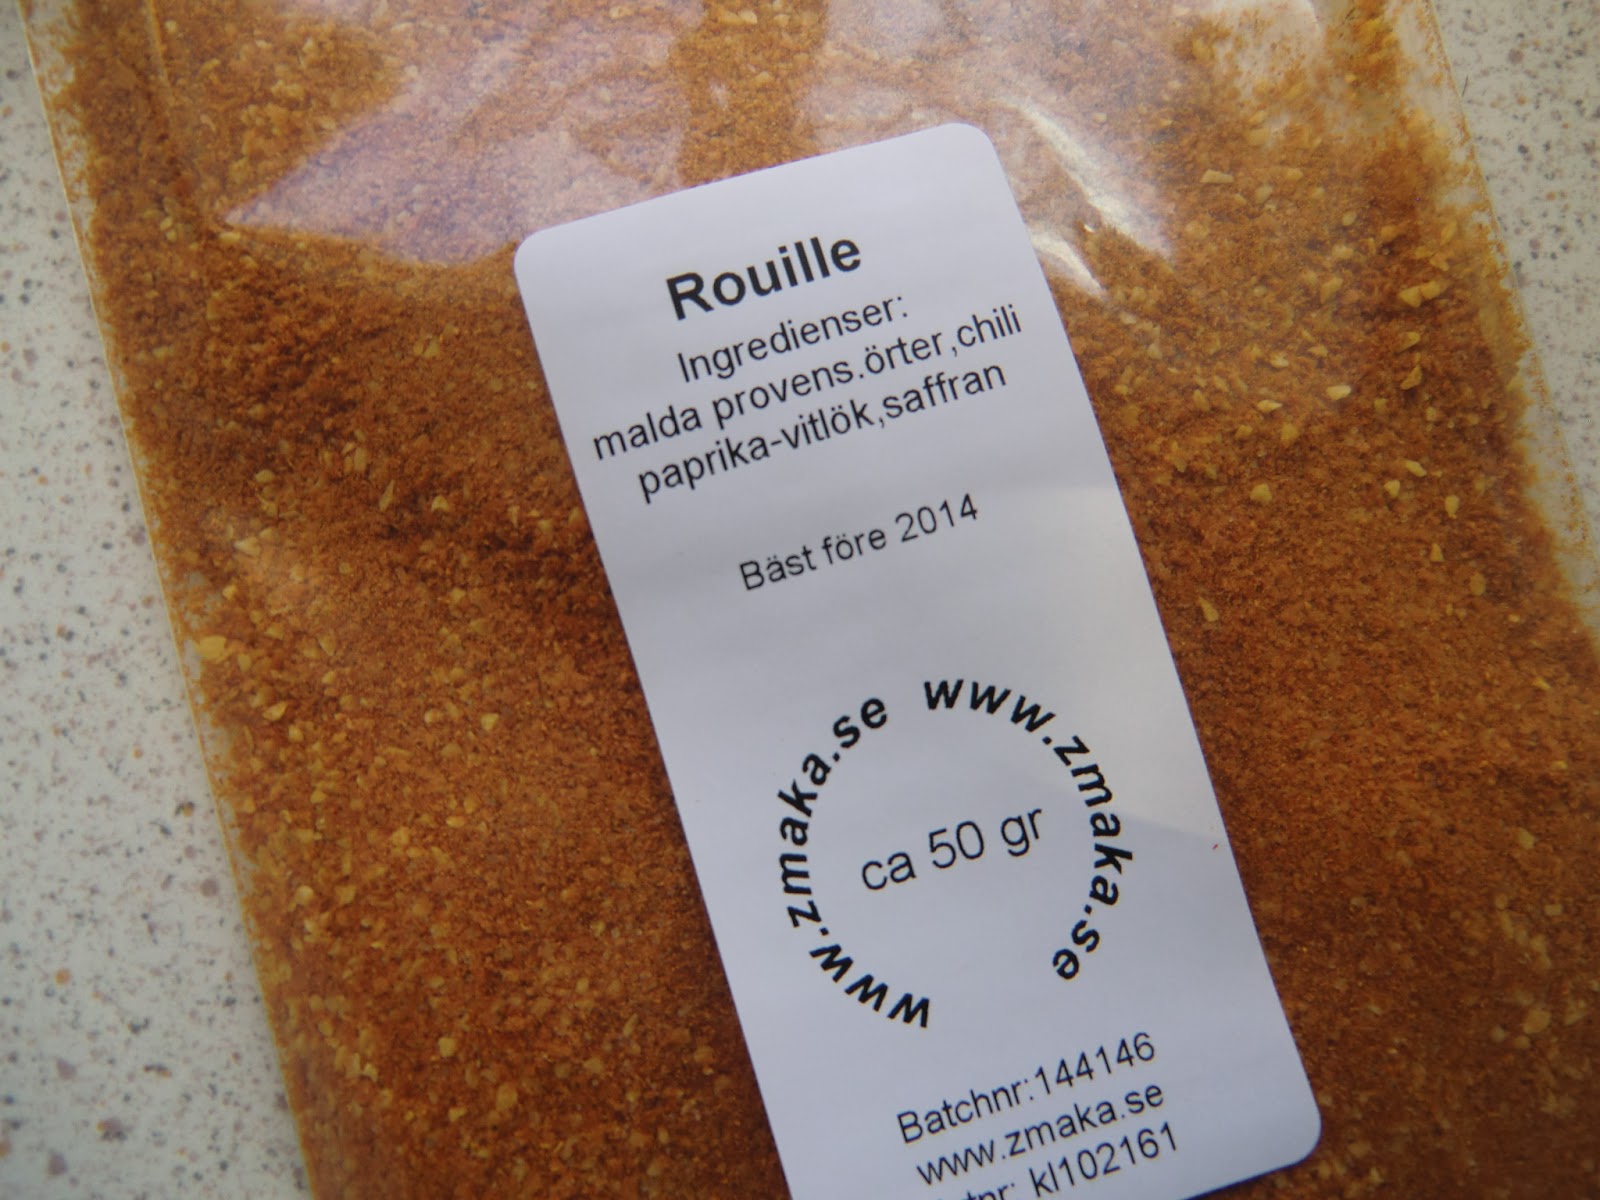 Rouille
Ingredienser:
malda provens.örter,chili
paprika-vitlök,saffran
Bäst före 2014
www.zmaka.se www.zmaka.se
ca 50 gr
Batchnr:144146
www.zmaka.se
kl102161